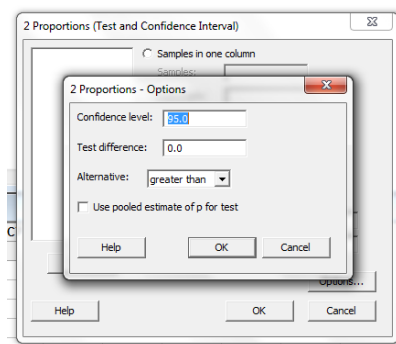 2 Proportions (Test and Confidence Interval)
Samples in one column
Samples:
2 Proportions - Options
Confidence level: 95.0
Test difference: 0.0
Alternative: greater than
Use pooled estimate of p for test
Help OK Cancel
C
Options...
Help OK Cancel